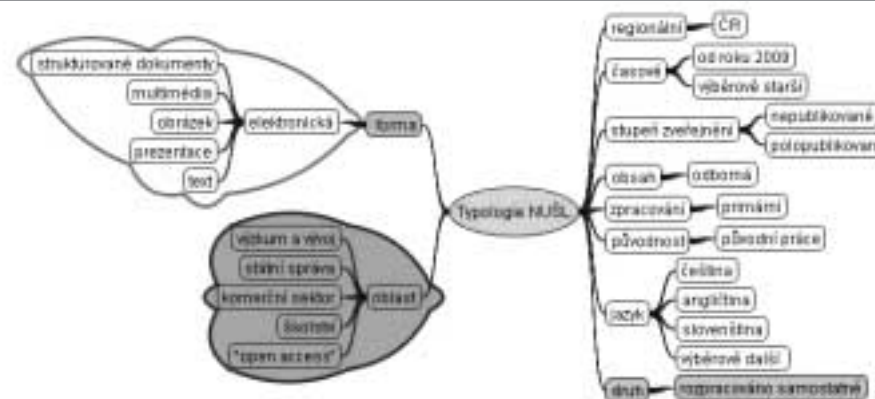 strukturované dokumenty
multimédia
obrázek
prezentace
text
elektronická
forma
výzkum a vývoj
státní správa
komerční sektor
školství
"open access"
oblast
Typologie NUŠL
regionální
ČR
časové
od roku 2009
výběrově starší
stupeň zveřejnění
nepublikované
polopublikované
obsah
odborná
zpracování
primární
původnost
původní práce
jazyk
čeština
angličtina
slovenština
výběrově další
druh
rozpracováno samostatně